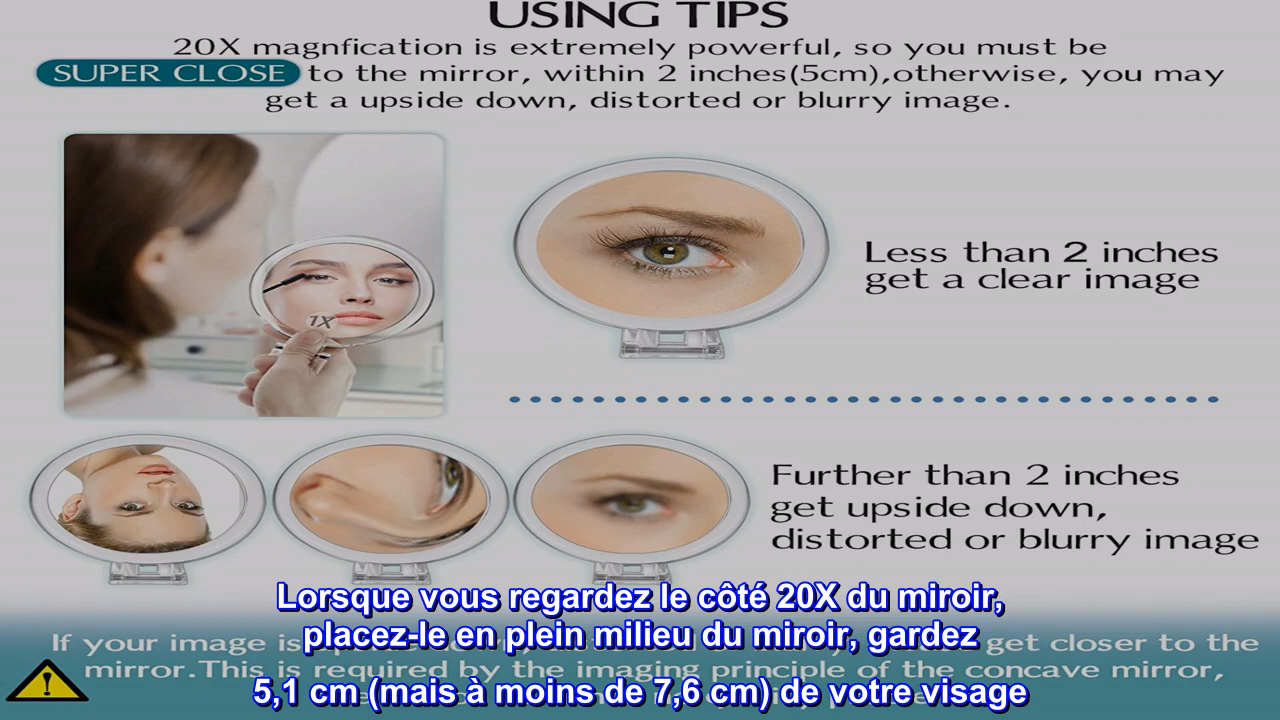 USING TIPS
20X magnfication is extremely powerful, so you must be
SUPER CLOSE to the mirror, within 2 inches(5cm),otherwise, you may
get a upside down, distorted or blurry image.
1X
Less than 2 inches
get a clear image
Further than 2 inches
get upside down,
distorted or blurry image
Lorsque vous regardez le côté 20X du miroir,
placez-le en plein milieu du miroir, gardez
5,1 cm (mais à moins de 7,6 cm) de votre visage
If your image is get closer to the
mirror.This is required by the imaging principle of the concave mirror,